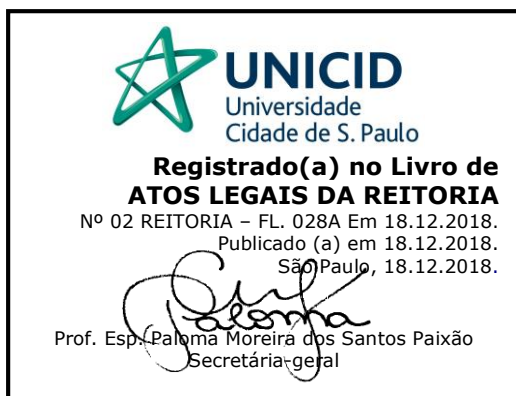 UNICID
Universidade
Cidade de S. Paulo
Registrado(a) no Livro de
ATOS LEGAIS DA REITORIA
Nº 02 REITORIA – FL. 028A Em 18.12.2018.
Publicado (a) em 18.12.2018.
São Paulo, 18.12.2018.
Paloma
Prof. Esp. Paloma Moreira dos Santos Paixão
Secretária-geral